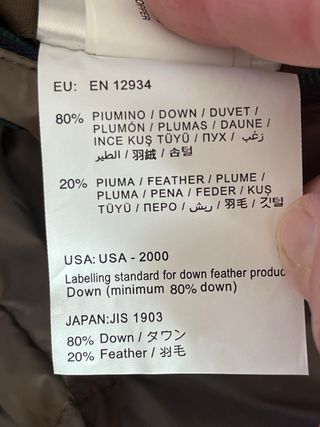 EU: EN 12934
80% PIUMINO / DOWN / DUVET /
PLUMÓN / PLUMAS / DAUNE /
INCE KUŞ TÜYÜ / ПУХ / زغب
الطير / 羽絨 / 솜털
20% PIUMA / FEATHER / PLUME /
PLUMA / PENA / FEDER / KUŞ
TÜYÜ / ПЕРО / ريش / 羽毛 / 깃털
USA: USA - 2000
Labelling standard for down feather produc
Down (minimum 80% down)
JAPAN:JIS 1903
80% Down / タワン
20% Feather / 羽毛